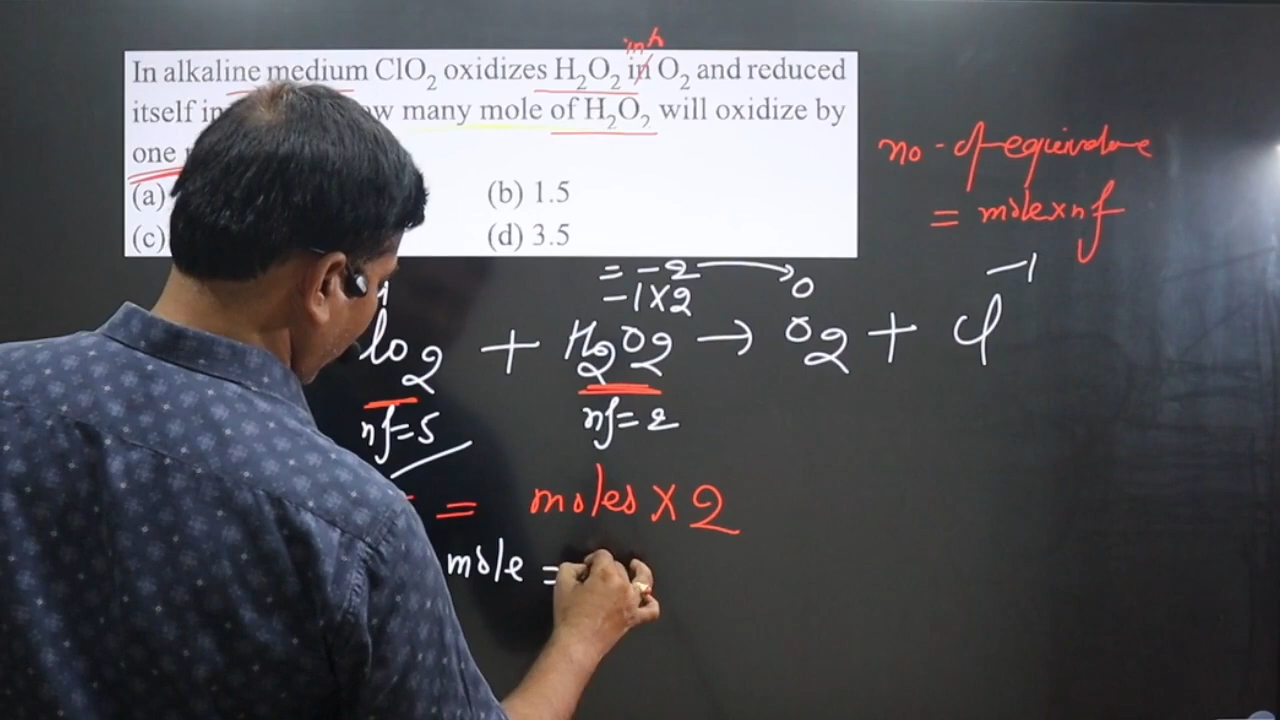 in h
In alkaline medium ClO₂ oxidizes H₂O₂ in O₂ and reduced
itself in w many mole of H₂O₂ will oxidize by
one
(a) (b) 1.5
(c) (d) 3.5
no - of equivalence
= mole x nf
= -2 → 0
-1 x 2
-1
lo₂ + H₂O₂ → O₂ + Cl
nf=5 nf=2
= moles x 2
mole =